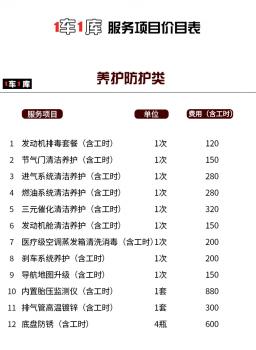 1车1库 服务项目价目表
养护防护类
1车1库
服务项目 单位 费用（含工时）
1 发动机排毒套餐（含工时） 1次 120
2 节气门清洁养护（含工时） 1次 150
3 进气系统清洁养护（含工时） 1次 280
4 燃油系统清洁养护（含工时） 1次 280
5 三元催化清洁养护（含工时） 1次 320
6 发动机舱清洁养护（含工时） 1次 150
7 医疗级空调蒸发箱清洗消毒（含工时） 1次 200
8 刹车系统养护（含工时） 1次 200
9 导航地图升级（含工时） 1次 150
10 内置胎压监测仪（含工时） 1套 880
11 排气管高温镀锌（含工时） 1套 300
12 底盘防锈（含工时） 4瓶 600